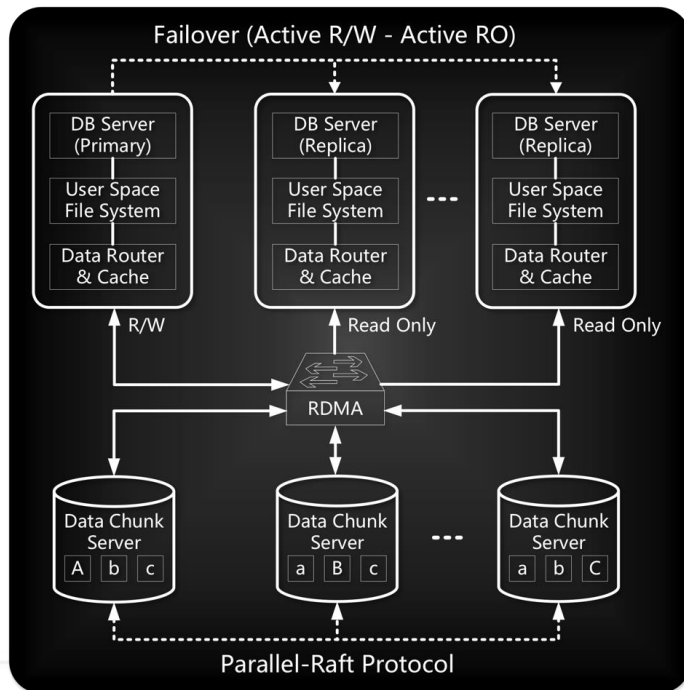 Failover (Active R/W - Active RO)
DB Server
(Primary)
User Space
File System
Data Router
& Cache
DB Server
(Replica)
User Space
File System
Data Router
& Cache
DB Server
(Replica)
User Space
File System
Data Router
& Cache
R/W
Read Only
Read Only
RDMA
Data Chunk
Server
A b c
Data Chunk
Server
a B c
Data Chunk
Server
a b C
Parallel-Raft Protocol